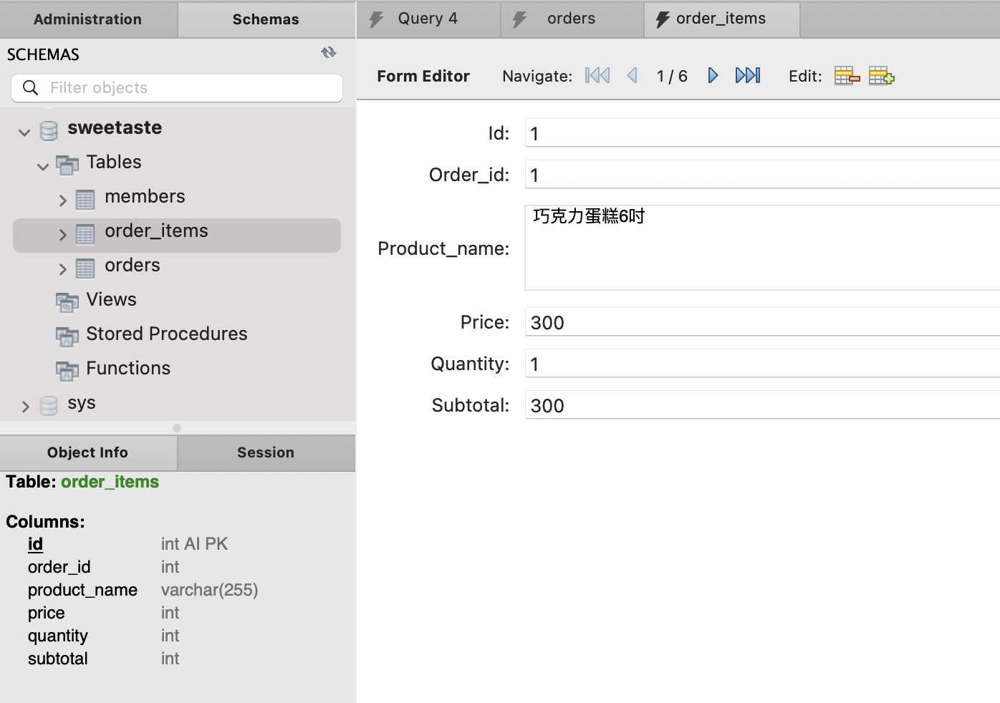 Administration
Schemas
SCHEMAS
Filter objects
sweetaste
Tables
members
order_items
orders
Views
Stored Procedures
Functions
sys
Object Info
Session
Table: order_items
Columns:
id int AI PK
order_id int
product_name varchar(255)
price int
quantity int
subtotal int
Query 4
orders
order_items
Form Editor
Navigate:
1 / 6
Edit:
Id: 1
Order_id: 1
Product_name: 巧克力蛋糕6吋
Price: 300
Quantity: 1
Subtotal: 300